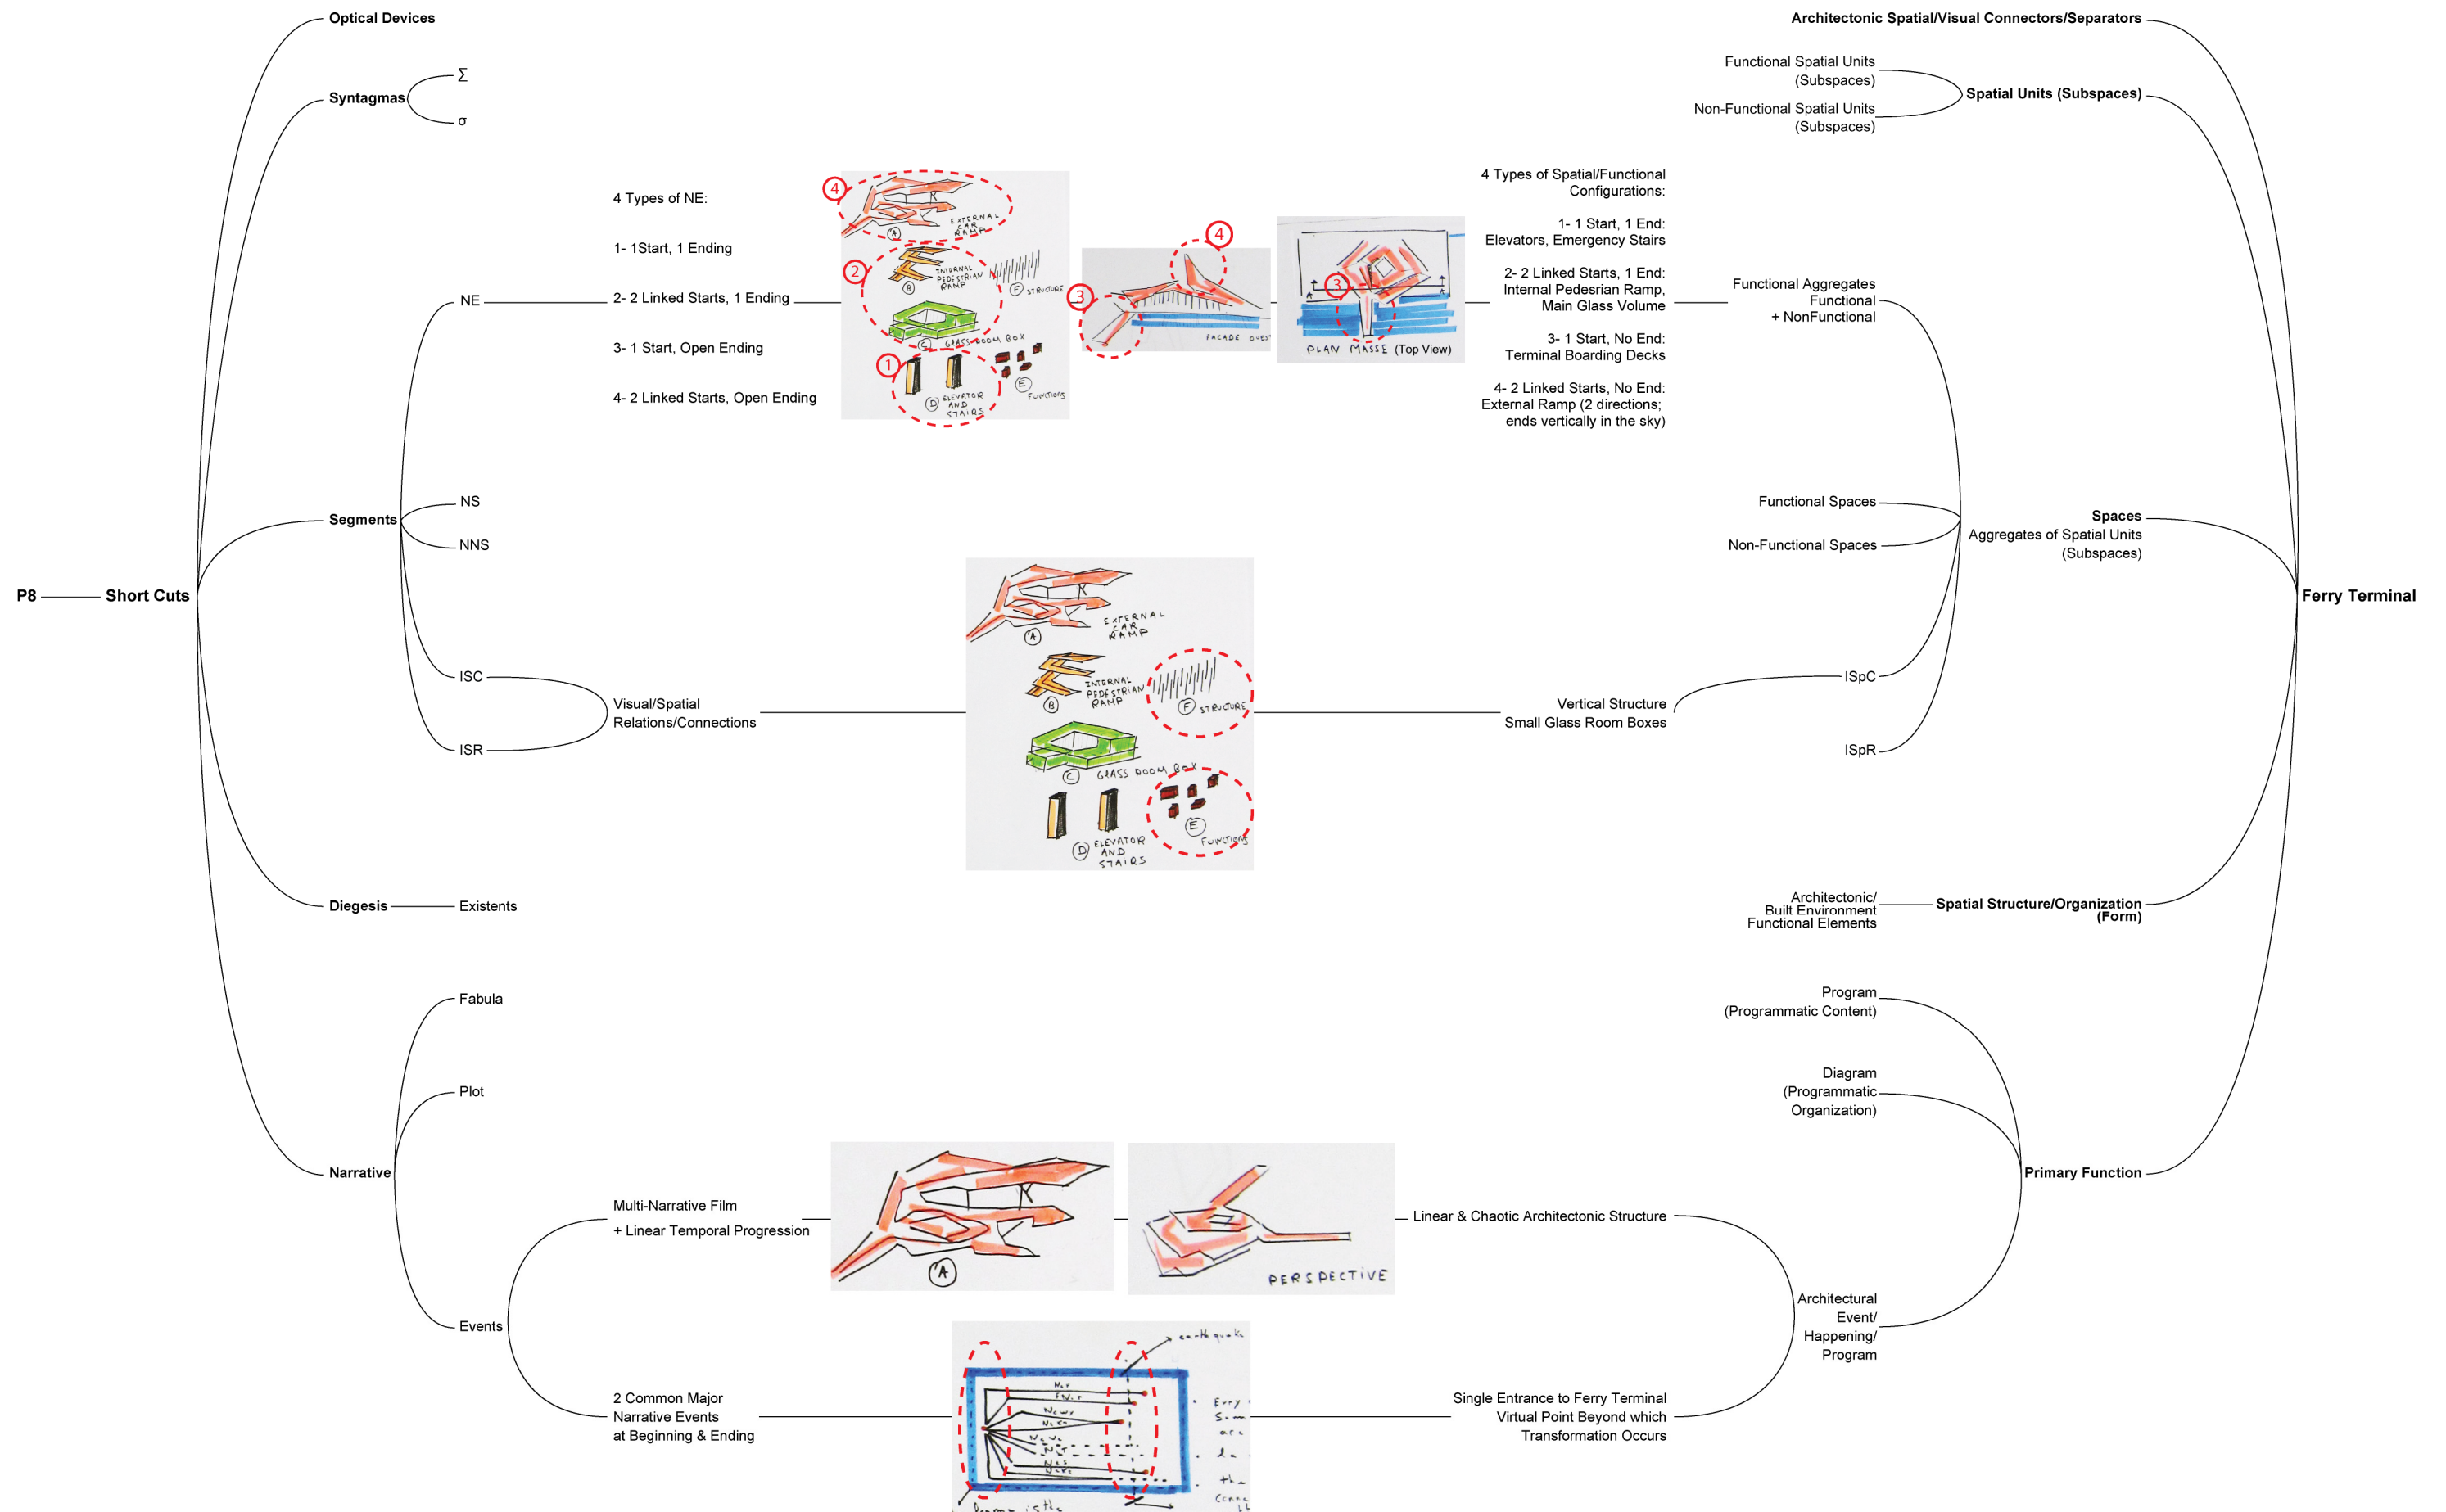 P8
Short Cuts
Optical Devices
Syntagmas
∑
σ
Segments
NE
NS
NNS
ISC
ISR
Diegesis
Existents
Narrative
Fabula
Plot
Events
4 Types of NE:
1- 1Start, 1 Ending
2- 2 Linked Starts, 1 Ending
3- 1 Start, Open Ending
4- 2 Linked Starts, Open Ending
4
A
EXTERNAL
CAR
RAMP
2
B
INTERNAL
PEDESTRIAN
RAMP
F STRUCTURE
C GLASS ROOM BOX
1
D ELEVATOR
AND
STAIRS
E
FUNCTIONS
3
4
FACADE OUEST
3
PLAN MASSE (Top View)
4 Types of Spatial/Functional
Configurations:
1- 1 Start, 1 End:
Elevators, Emergency Stairs
2- 2 Linked Starts, 1 End:
Internal Pedesrian Ramp,
Main Glass Volume
3- 1 Start, No End:
Terminal Boarding Decks
4- 2 Linked Starts, No End:
External Ramp (2 directions;
ends vertically in the sky)
Visual/Spatial
Relations/Connections
A
EXTERNAL
CAR
RAMP
B
INTERNAL
PEDESTRIAN
RAMP
F STRUCTURE
C GLASS ROOM BOX
D ELEVATOR
AND
STAIRS
E
FUNCTIONS
Vertical Structure
Small Glass Room Boxes
Multi-Narrative Film
+ Linear Temporal Progression
A
PERSPECTIVE
Linear & Chaotic Architectonic Structure
2 Common Major
Narrative Events
at Beginning & Ending
earthquake
are
the
is the
Single Entrance to Ferry Terminal
Virtual Point Beyond which
Transformation Occurs
Architectonic Spatial/Visual Connectors/Separators
Functional Spatial Units
(Subspaces)
Non-Functional Spatial Units
(Subspaces)
Spatial Units (Subspaces)
Functional Aggregates
Functional
+ NonFunctional
Functional Spaces
Non-Functional Spaces
ISpC
ISpR
Spaces
Aggregates of Spatial Units
(Subspaces)
Architectonic/
Built Environment
Functional Elements
Spatial Structure/Organization
(Form)
Program
(Programmatic Content)
Diagram
(Programmatic
Organization)
Architectural
Event/
Happening/
Program
Primary Function
Ferry Terminal